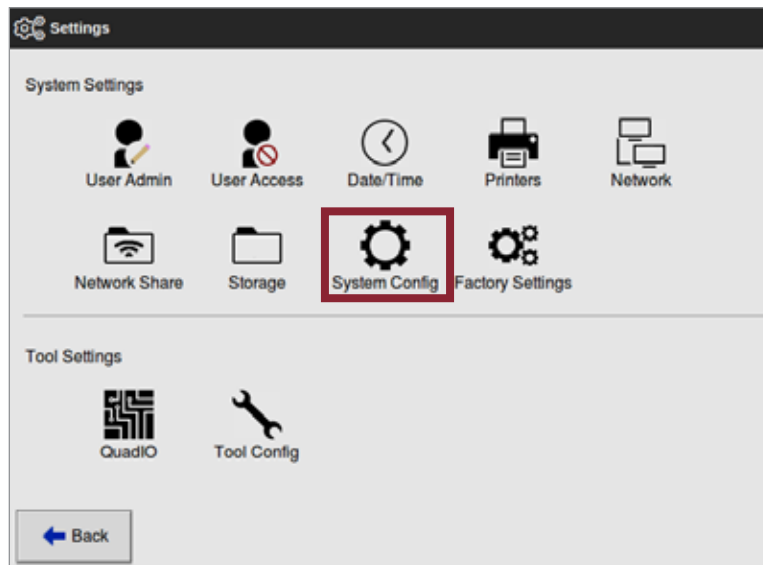 Settings
System Settings
User Admin User Access Date/Time Printers Network
Network Share Storage System Config Factory Settings
Tool Settings
QuadIO Tool Config
Back